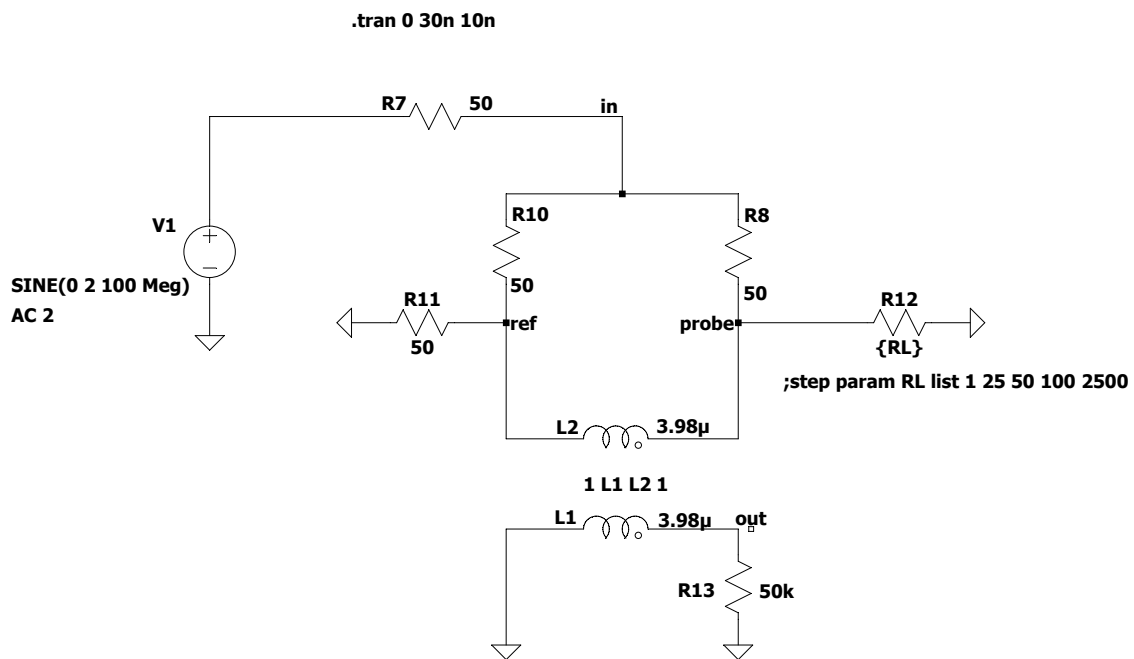 .tran 0 30n 10n
R7 50 in
R10 R8
V1
SINE(0 2 100 Meg)
AC 2
50 50
R11 R12
ref probe
50 {RL}
;step param RL list 1 25 50 100 2500
L2 3.98µ
1 L1 L2 1
L1 3.98µ out
R13 50k